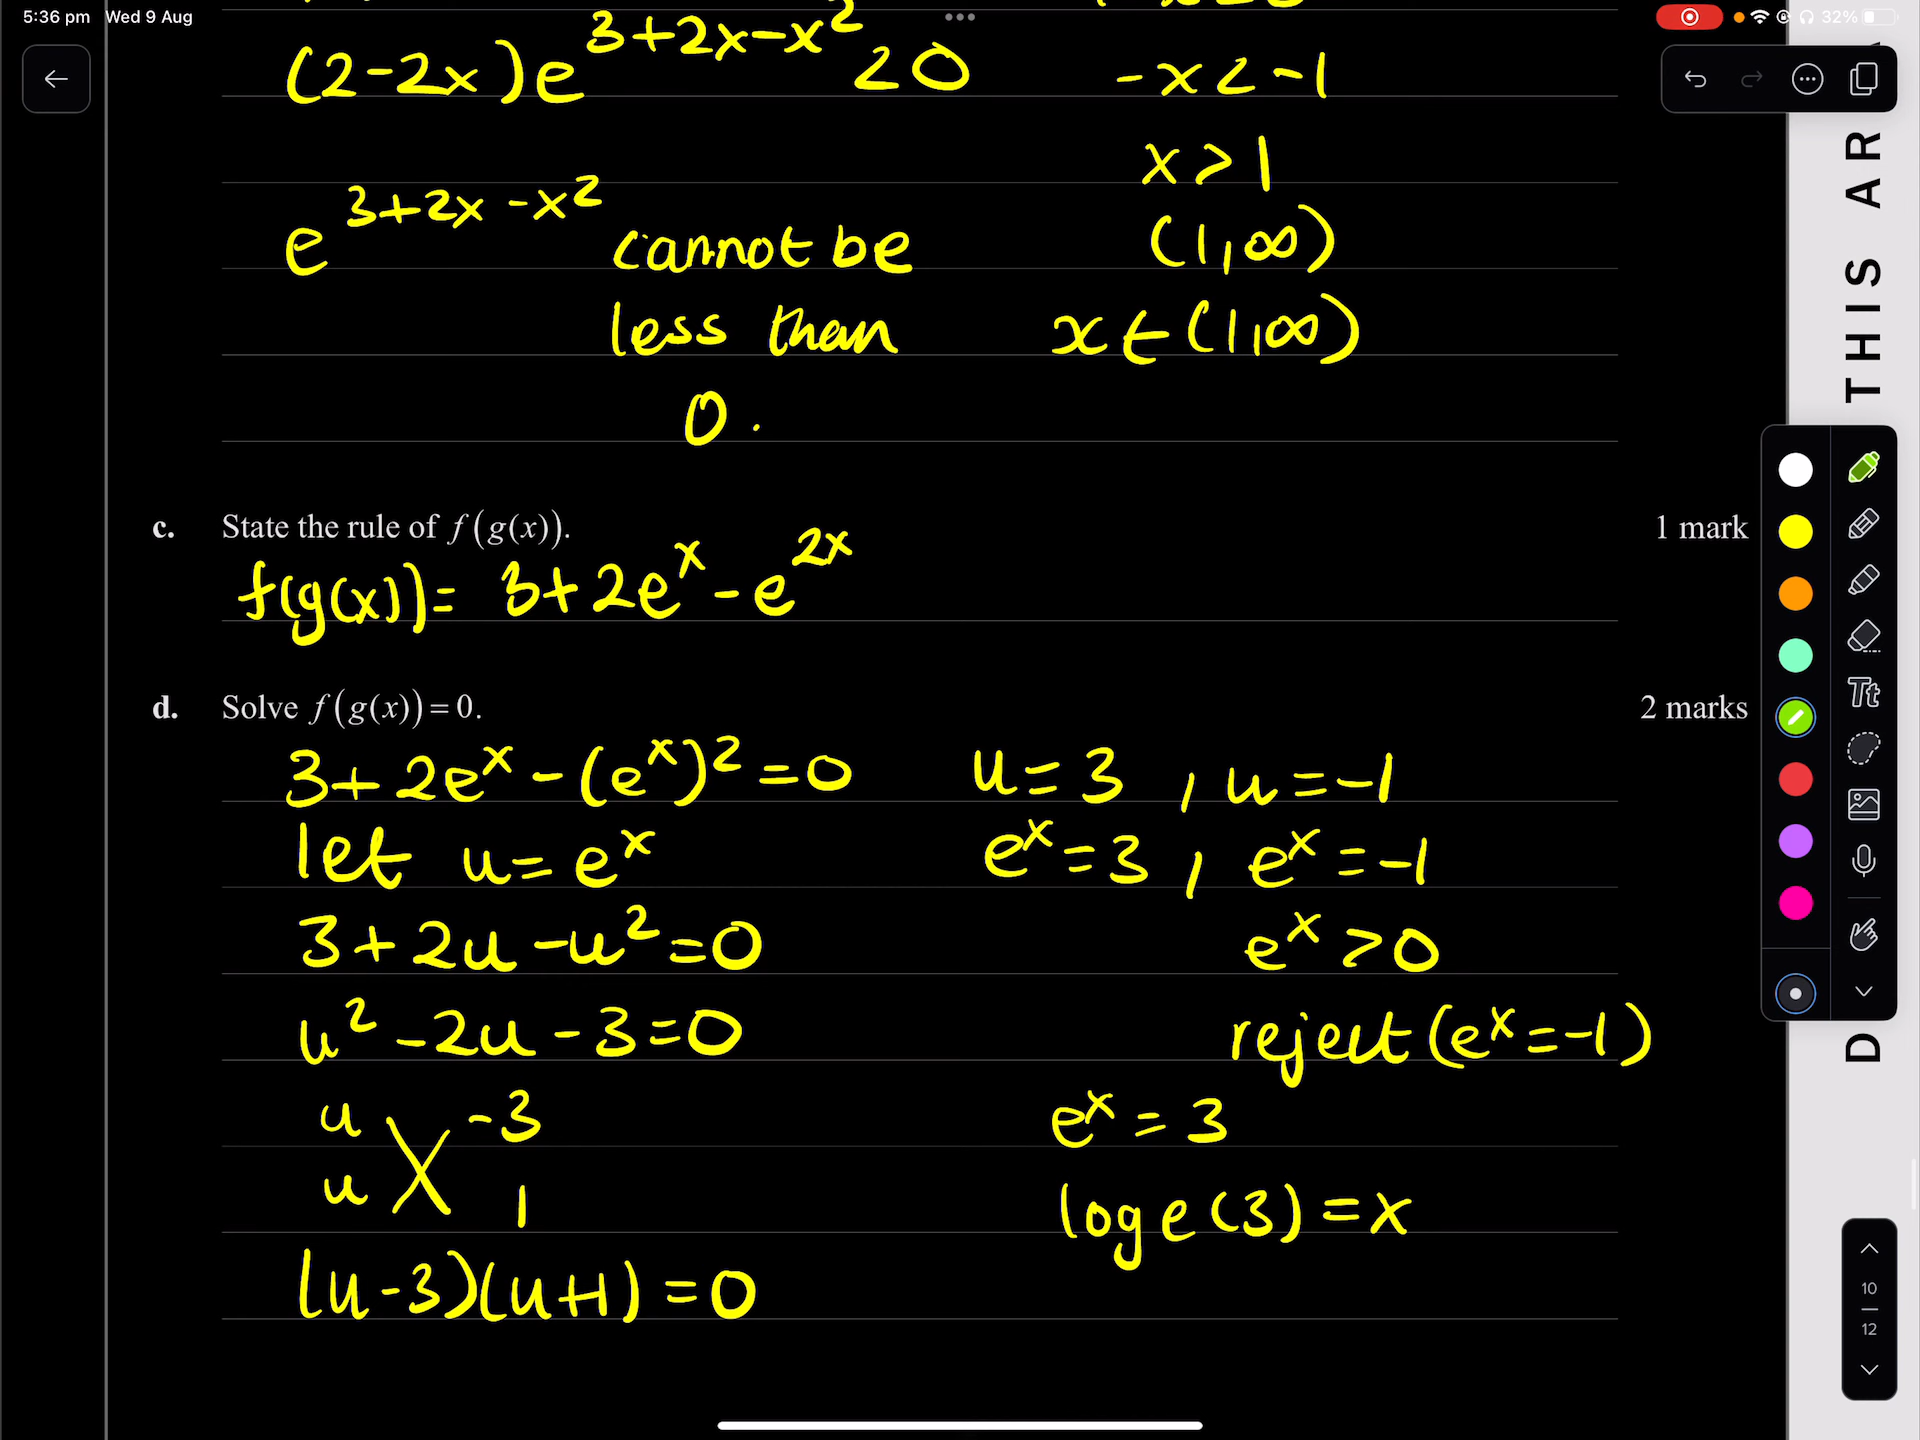 5:36 pm Wed 9 Aug
32%
(2-2x)e^{3+2x-x^2}<0
-x<-1
x>1
e^{3+2x-x^2} cannot be
(1,∞)
less than
x∈(1,∞)
0.
c. State the rule of f(g(x)). 1 mark
f(g(x))= 3+2e^x-e^{2x}
d. Solve f(g(x))=0. 2 marks
3+2e^x-(e^x)^2=0
let u=e^x
3+2u-u^2=0
u^2-2u-3=0
u -3
u 1
(u-3)(u+1)=0
u=3 , u=-1
e^x=3 , e^x=-1
e^x>0
reject (e^x=-1)
e^x=3
loge(3)=x
THIS AR
D
Tt
10
12